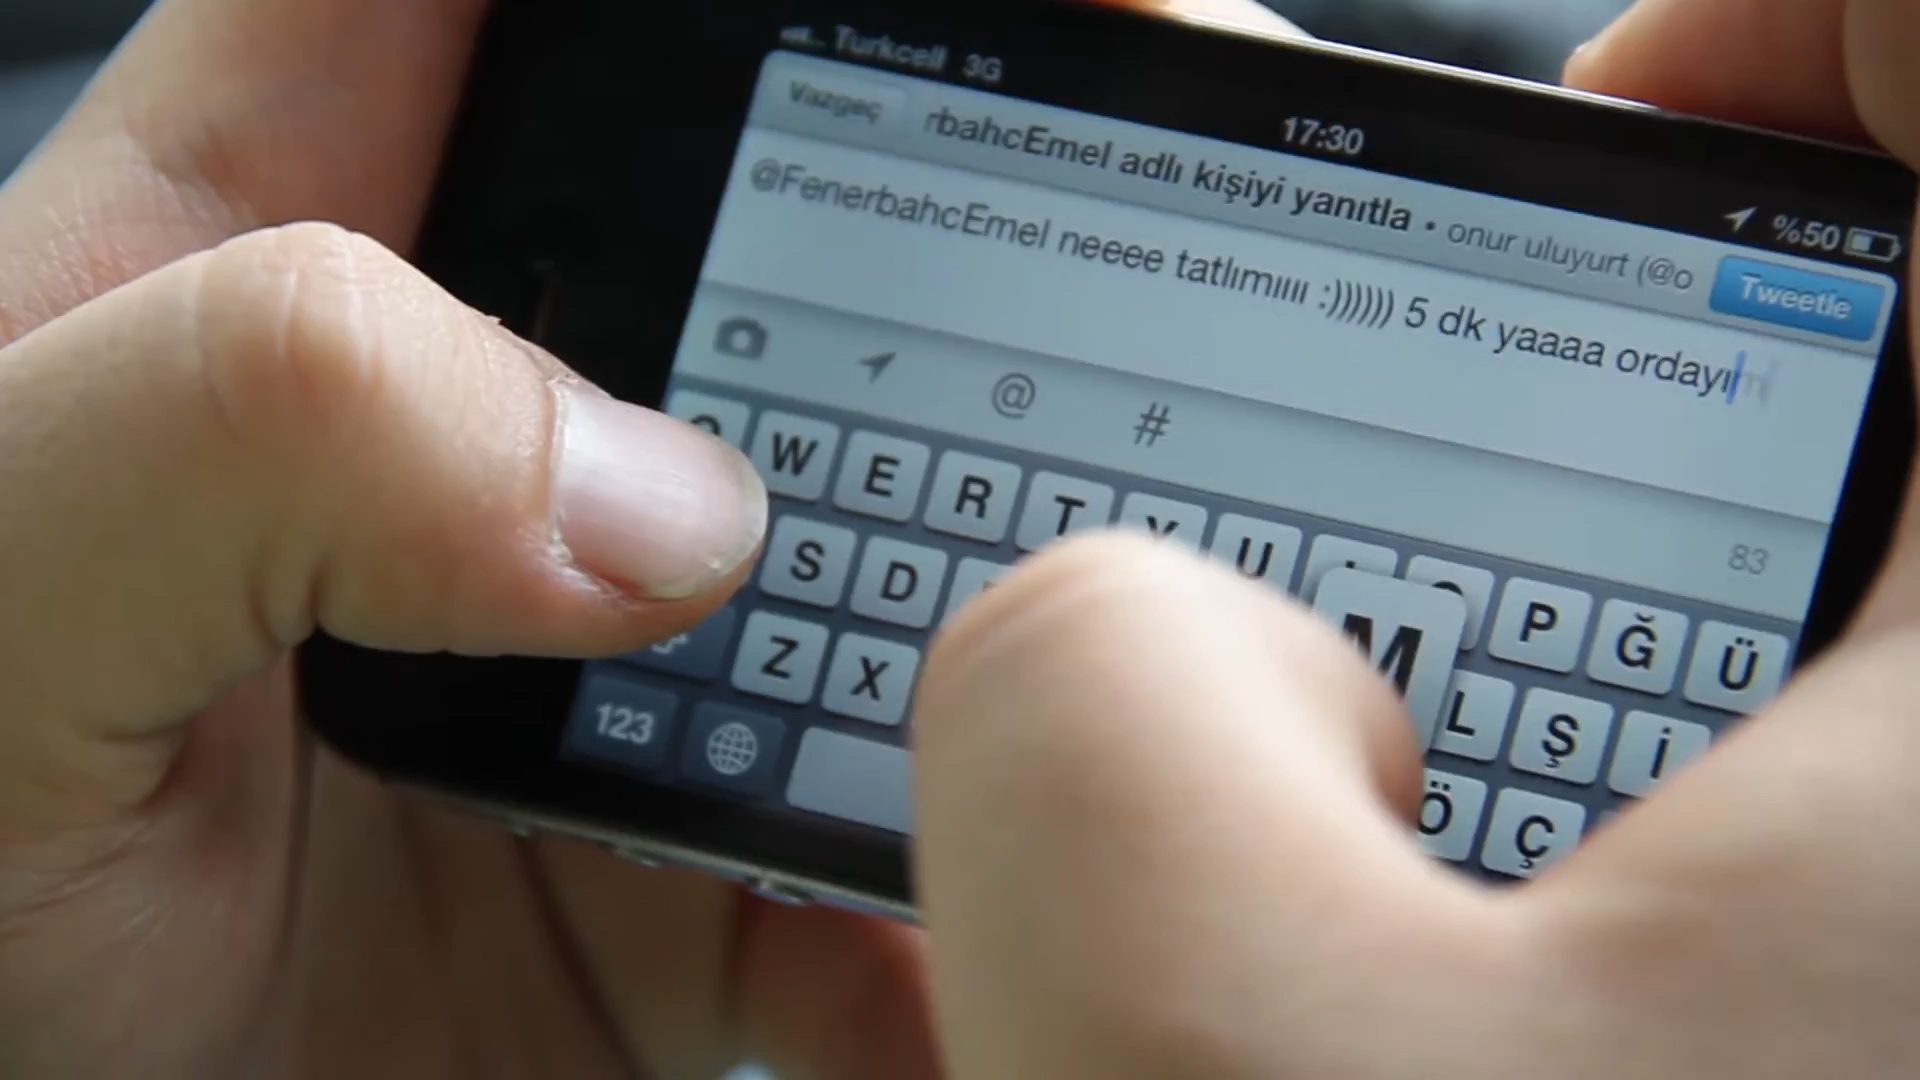 Turkcell 3G
17:30
%50
Vazgeç
rbahcEmel adlı kişiyi yanıtla • onur uluyurt (@o
Tweetle
@FenerbahcEmel neeee tatlımıııı :)))))) 5 dk yaaaa ordayım
@ #
83
W E R T Y U P Ğ Ü
S D L Ş İ
Z X M Ö Ç
123